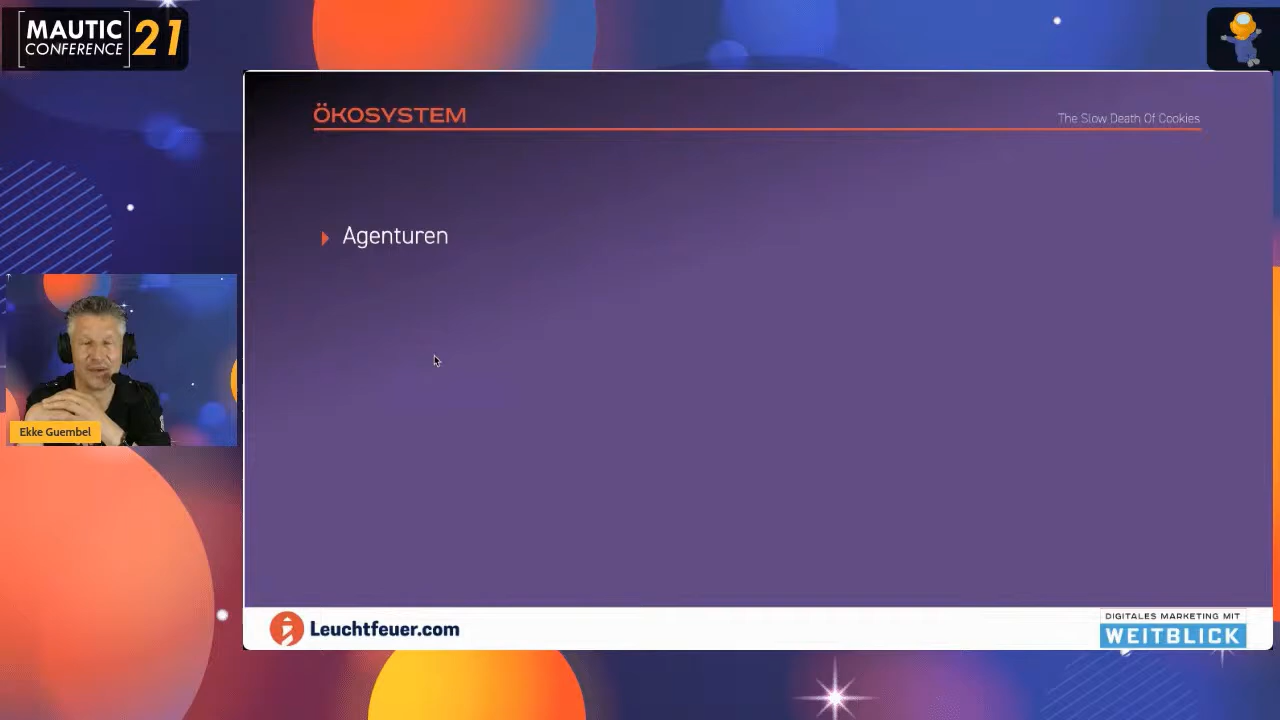 MAUTIC
CONFERENCE 21
ÖKOSYSTEM
The Slow Death Of Cookies
Agenturen
Ekke Guembel
Leuchtfeuer.com
DIGITALES MARKETING MIT
WEITBLICK